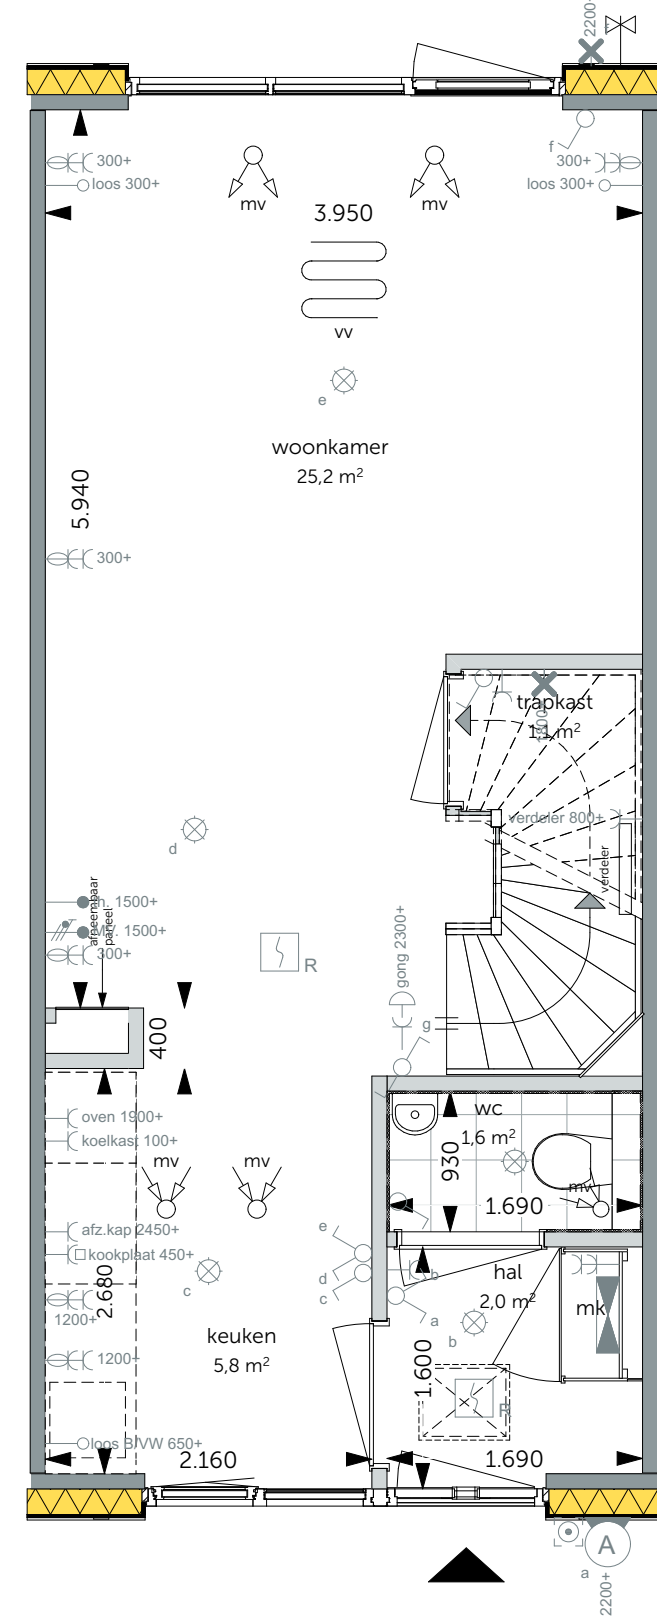 2200+
f
300+
300+
loos 300+
loos 300+
mv
mv
3.950
vv
e
woonkamer
25,2 m²
5.940
300+
trapkast
1,1 m²
1800+
verdeler 800+
verdeler
d
th. 1500+
afneembaar
paneel
MV. 1500+
300+
R
gong 2300+
g
400
oven 1900+
koelkast 100+
wc
1,6 m²
930
mv
mv
mv
1.690
afz.kap 2450+
kookplaat 450+
e
d
c
c
b
a
b
hal
2,0 m²
mk
2.680
1200+
keuken
5,8 m²
1200+
1.600
R
loos B/VW 650+
2.160
1.690
A
a
2200+